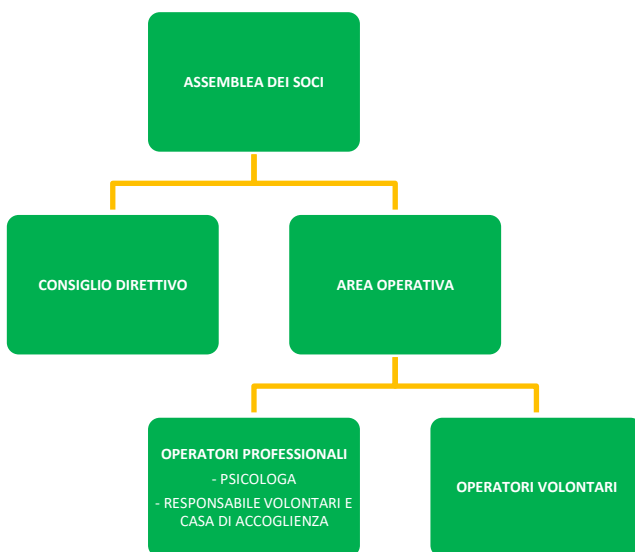 ASSEMBLEA DEI SOCI
CONSIGLIO DIRETTIVO
AREA OPERATIVA
OPERATORI PROFESSIONALI
- PSICOLOGA
- RESPONSABILE VOLONTARI E
CASA DI ACCOGLIENZA
OPERATORI VOLONTARI